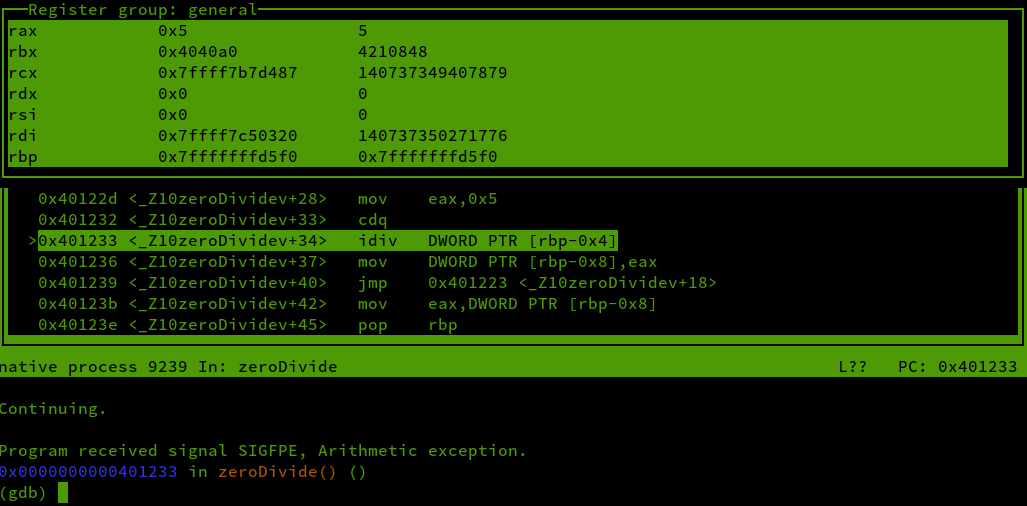 Register group: general
rax 0x5 5
rbx 0x4040a0 4210848
rcx 0x7ffff7b7d487 140737349407879
rdx 0x0 0
rsi 0x0 0
rdi 0x7ffff7c50320 140737350271776
rbp 0x7fffffffd5f0 0x7fffffffd5f0
0x40122d <_Z10zeroDividev+28> mov eax,0x5
0x401232 <_Z10zeroDividev+33> cdq
>0x401233 <_Z10zeroDividev+34> idiv DWORD PTR [rbp-0x4]
0x401236 <_Z10zeroDividev+37> mov DWORD PTR [rbp-0x8],eax
0x401239 <_Z10zeroDividev+40> jmp 0x401223 <_Z10zeroDividev+18>
0x40123b <_Z10zeroDividev+42> mov eax,DWORD PTR [rbp-0x8]
0x40123e <_Z10zeroDividev+45> pop rbp
native process 9239 In: zeroDivide L?? PC: 0x401233
Continuing.
Program received signal SIGFPE, Arithmetic exception.
0x0000000000401233 in zeroDivide() ()
(gdb)